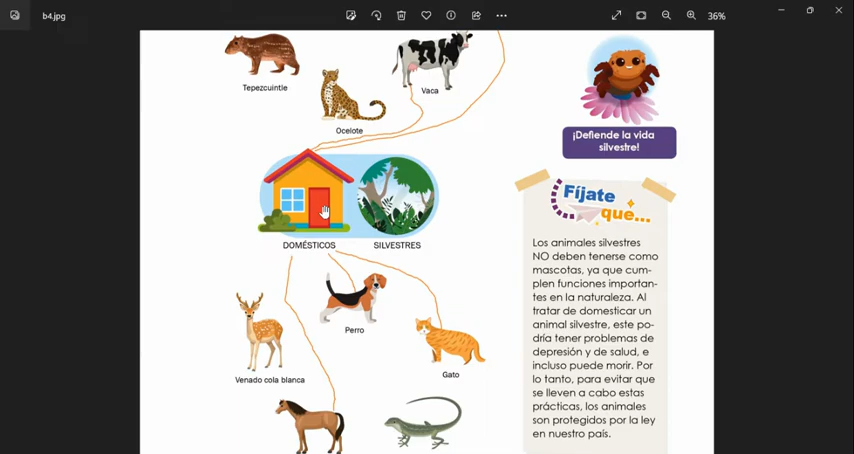 b4.jpg
36%
Tepezcuintle
Ocelote
Vaca
DOMÉSTICOS
SILVESTRES
Perro
Venado cola blanca
Gato
¡Defiende la vida
silvestre!
Fíjate
que...
Los animales silvestres
NO deben tenerse como
mascotas, ya que cum-
plen funciones importan-
tes en la naturaleza. Al
tratar de domesticar un
animal silvestre, este po-
dría tener problemas de
depresión y de salud, e
incluso puede morir. Por
lo tanto, para evitar que
se lleven a cabo estas
prácticas, los animales
son protegidos por la ley
en nuestro país.